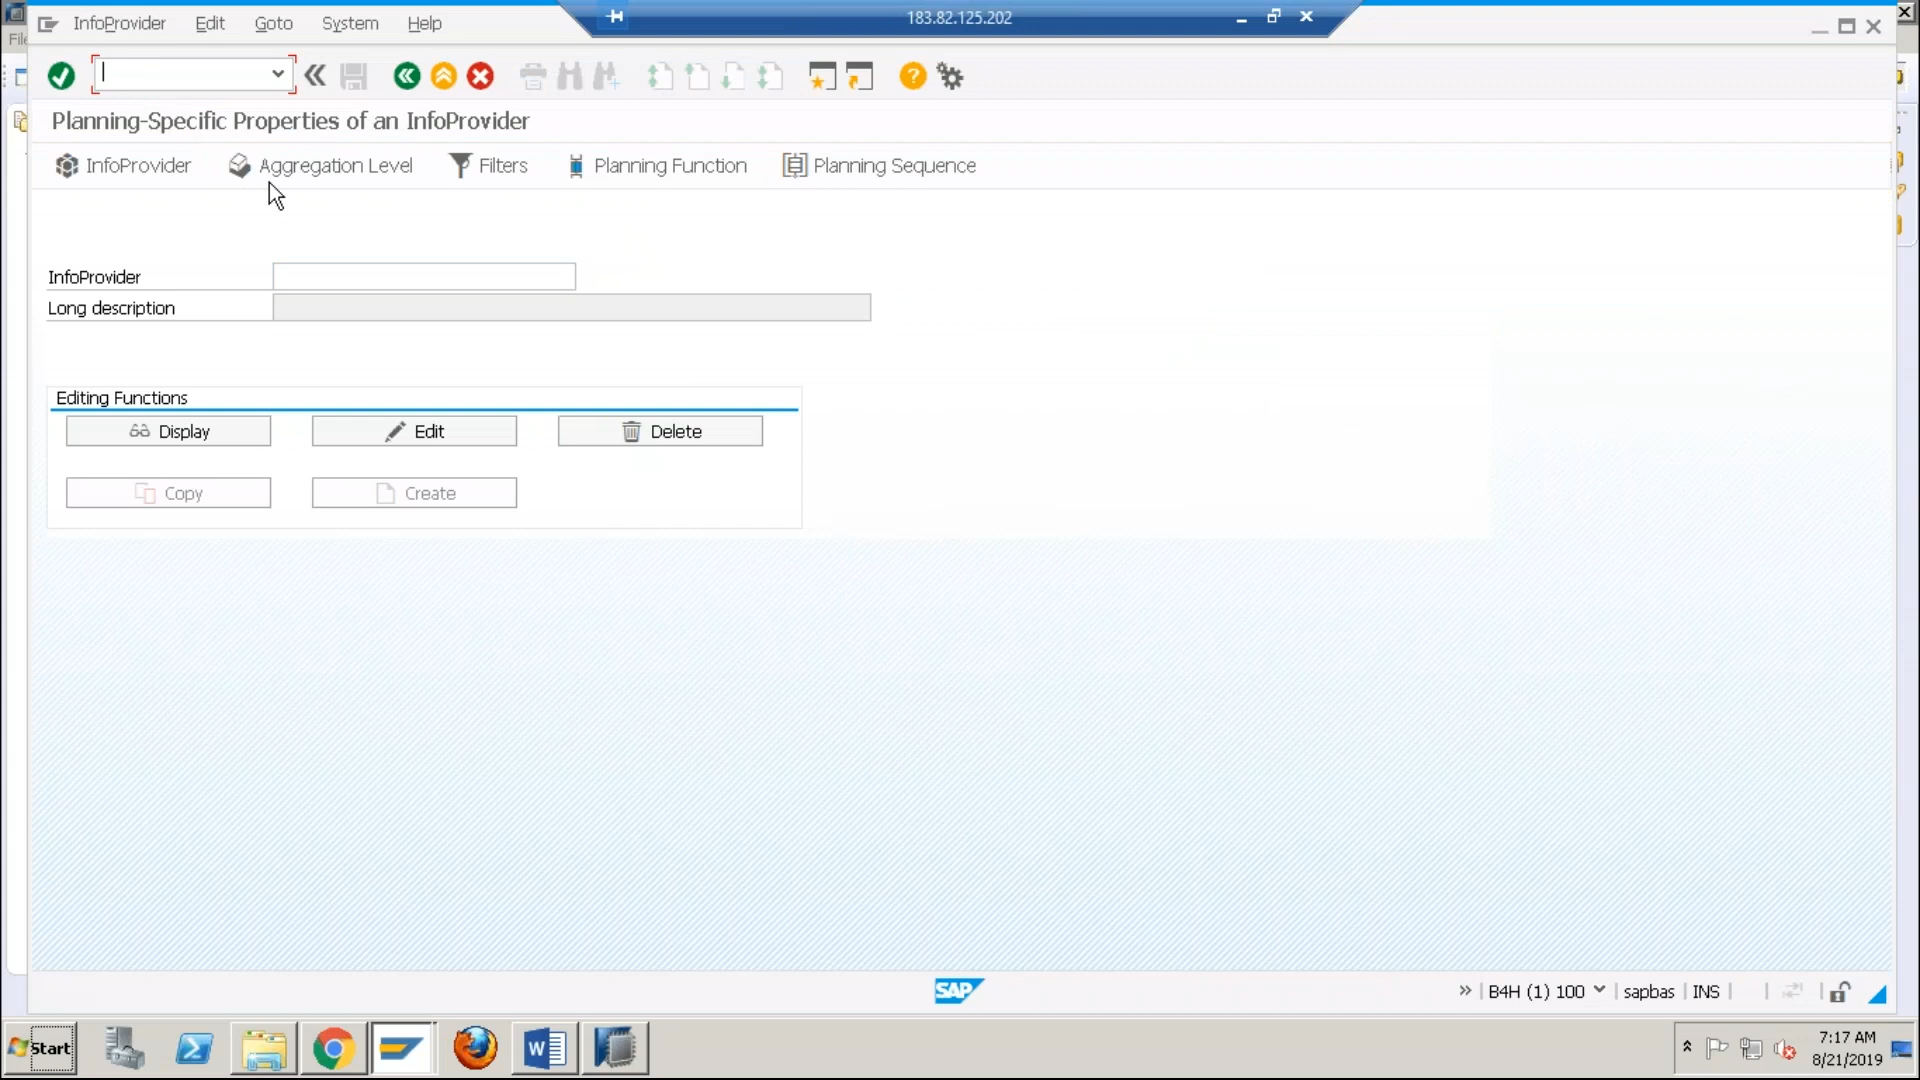 InfoProvider Edit Goto System Help
183.82.125.202
Planning-Specific Properties of an InfoProvider
InfoProvider Aggregation Level Filters Planning Function Planning Sequence
InfoProvider
Long description
Editing Functions
Display Edit Delete
Copy Create
SAP
B4H (1) 100 sapbas INS
Start
W
7:17 AM
8/21/2019